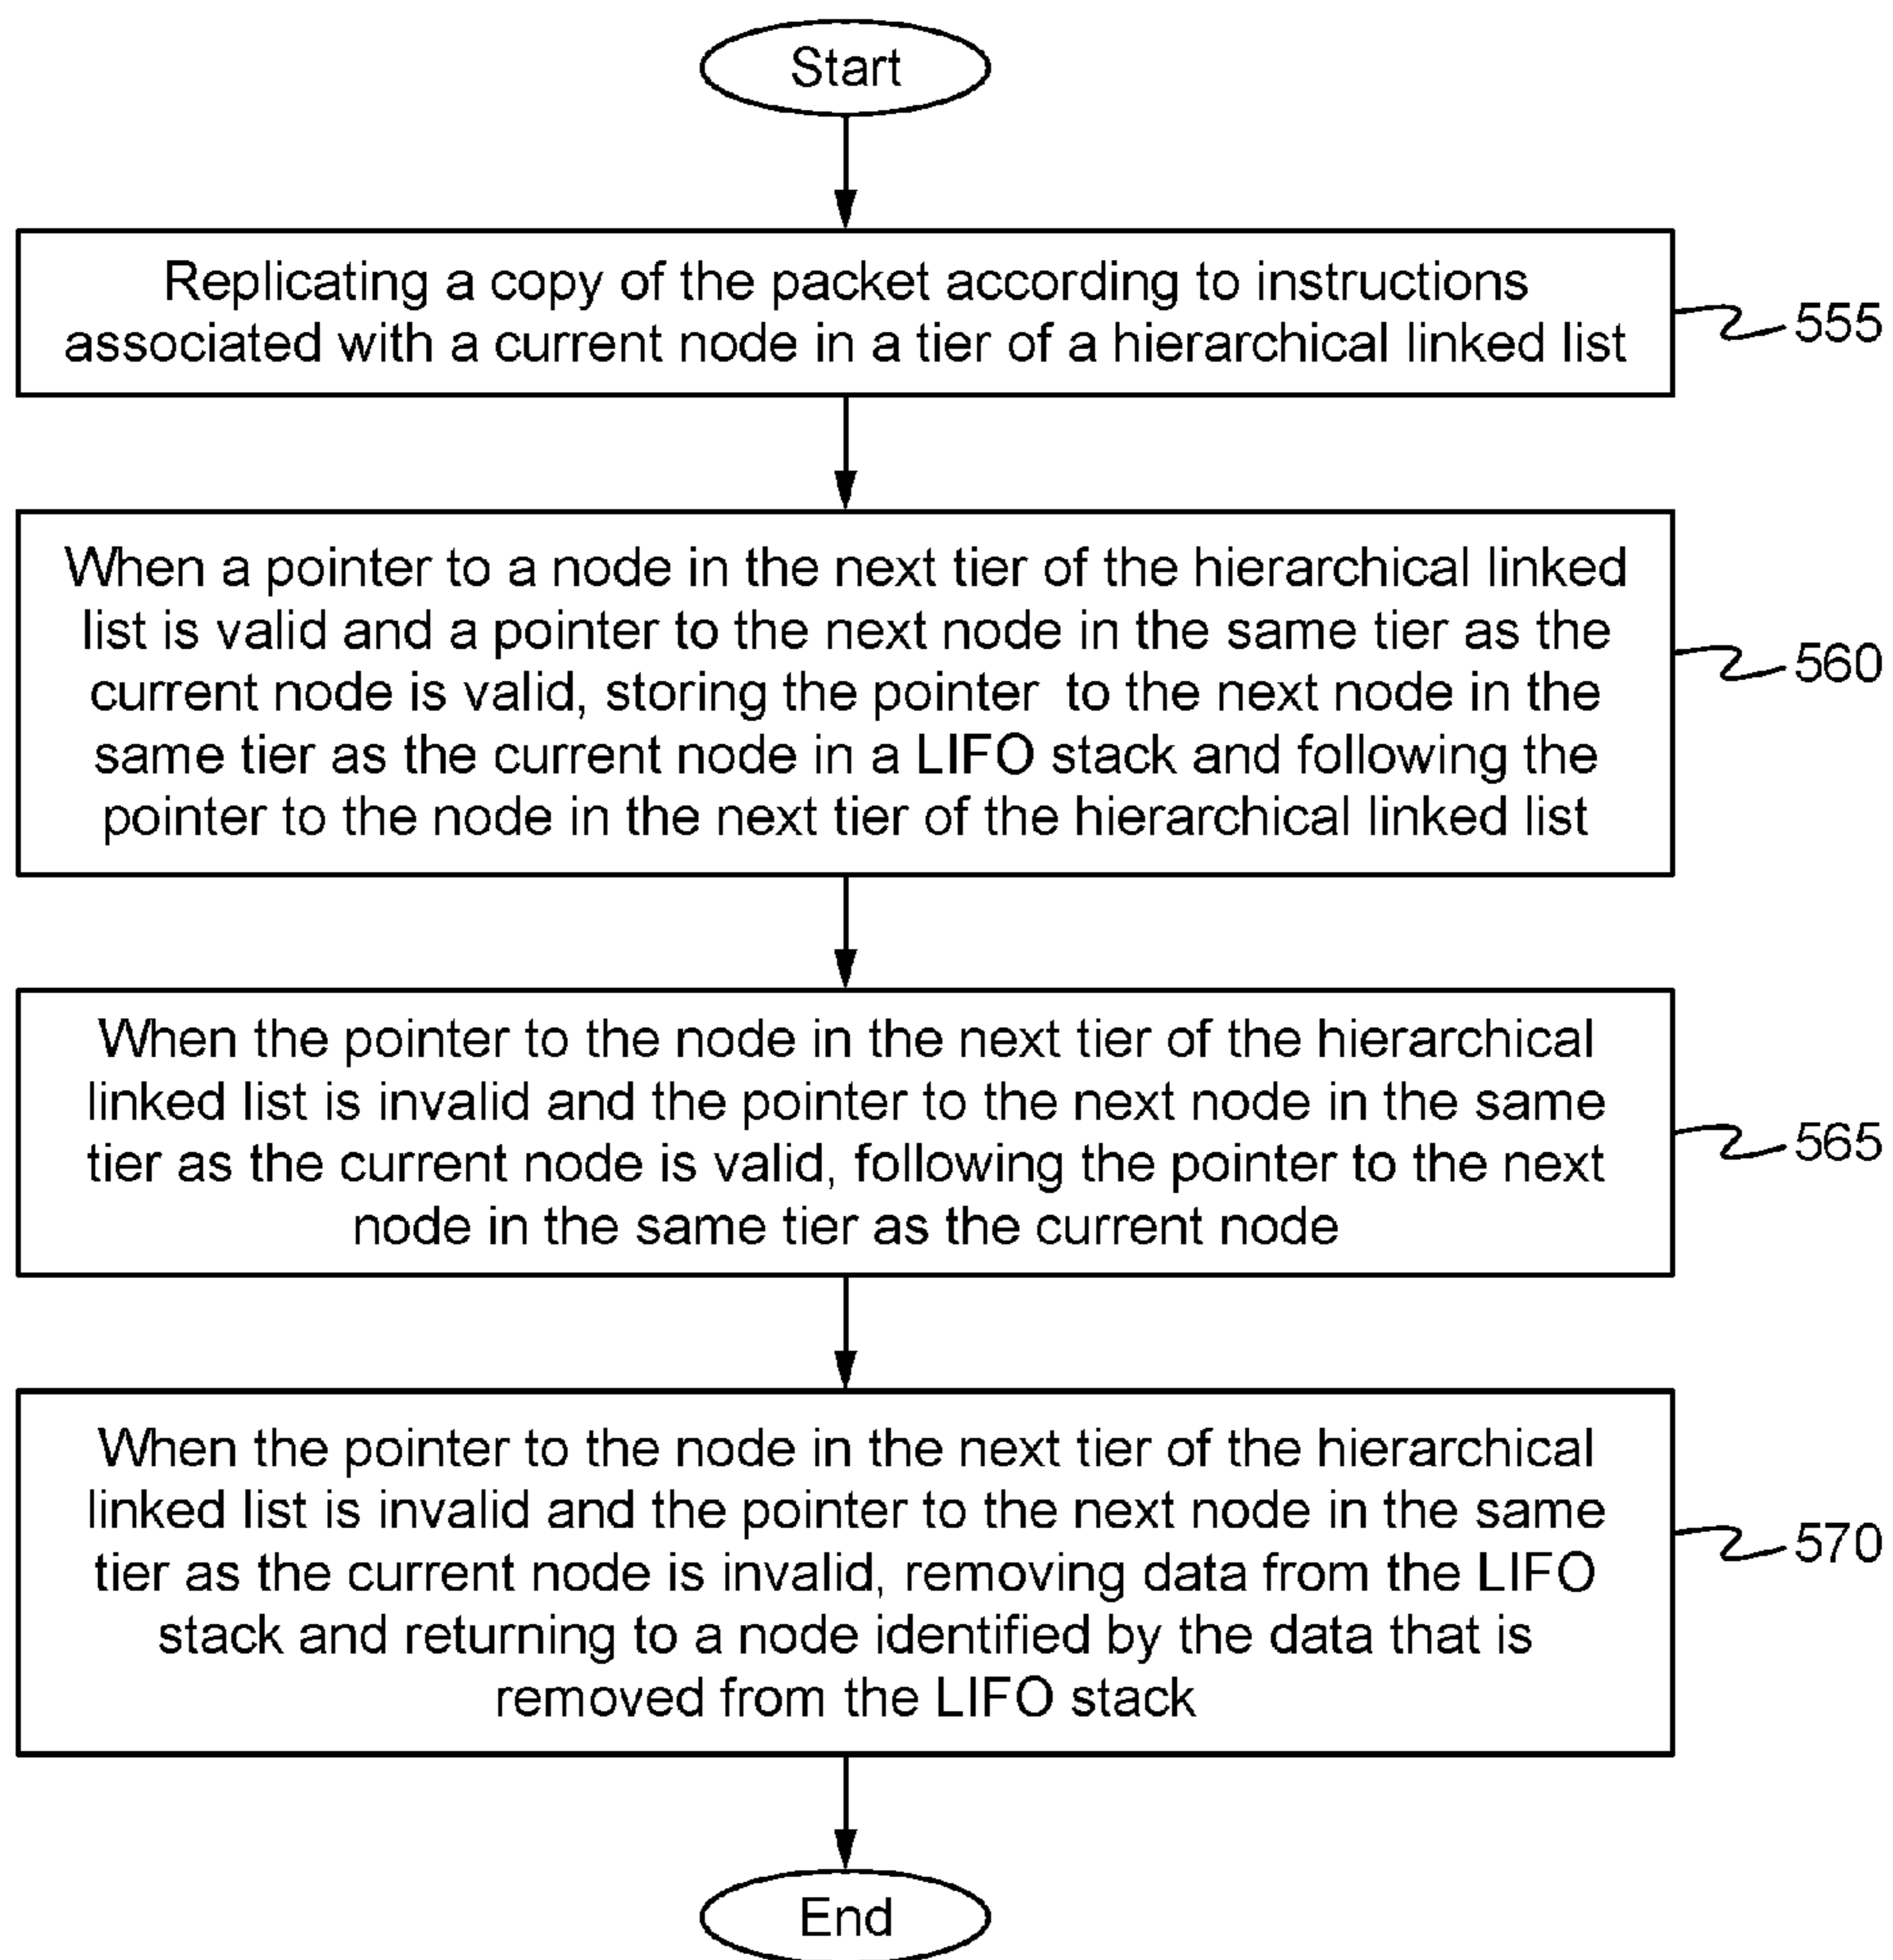 Start
Replicating a copy of the packet according to instructions
associated with a current node in a tier of a hierarchical linked list
555
When a pointer to a node in the next tier of the hierarchical linked
list is valid and a pointer to the next node in the same tier as the
current node is valid, storing the pointer to the next node in the
same tier as the current node in a LIFO stack and following the
pointer to the node in the next tier of the hierarchical linked list
560
When the pointer to the node in the next tier of the hierarchical
linked list is invalid and the pointer to the next node in the same
tier as the current node is valid, following the pointer to the next
node in the same tier as the current node
565
When the pointer to the node in the next tier of the hierarchical
linked list is invalid and the pointer to the next node in the same
tier as the current node is invalid, removing data from the LIFO
stack and returning to a node identified by the data that is
removed from the LIFO stack
570
End